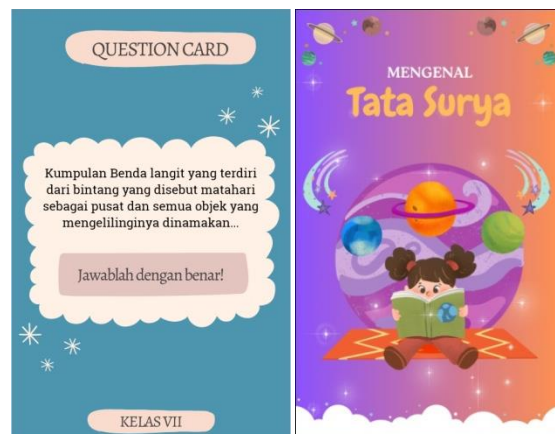 QUESTION CARD
Kumpulan Benda langit yang terdiri
dari bintang yang disebut matahari
sebagai pusat dan semua objek yang
mengelilinginya dinamakan...
Jawablah dengan benar!
KELAS VII
MENGENAL
Tata Surya